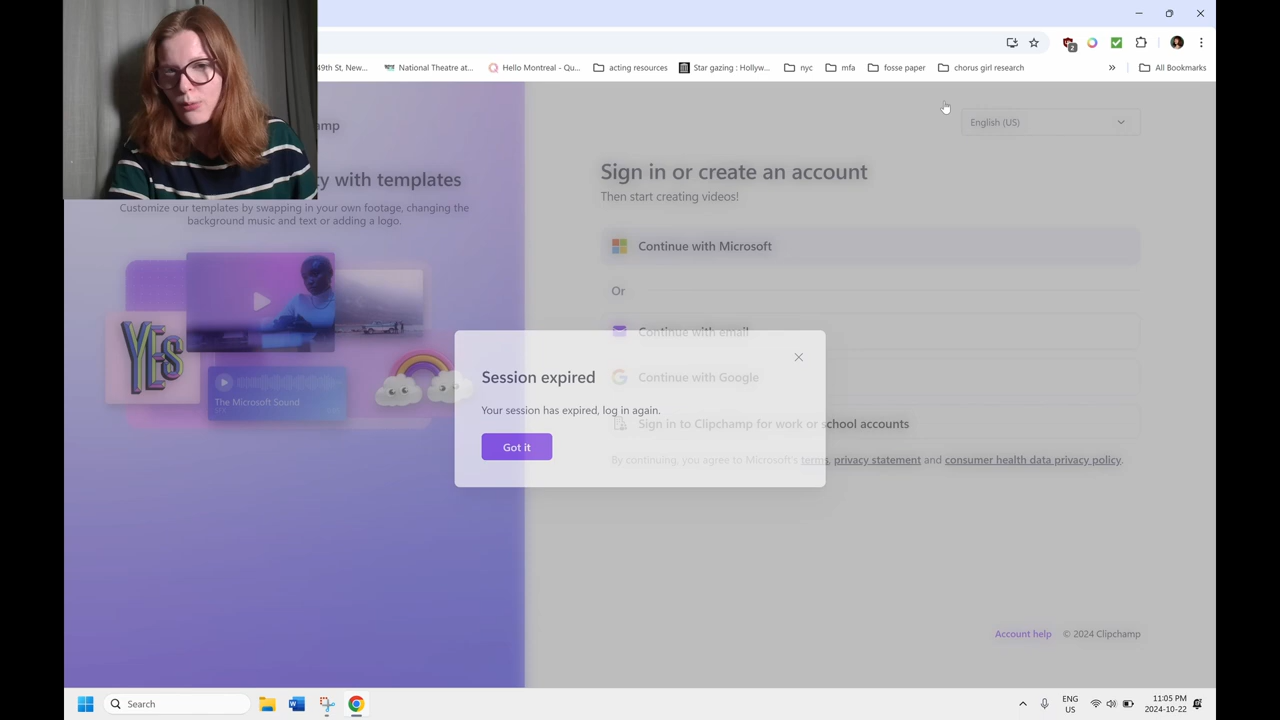 49th St, New...
National Theatre at...
Hello Montreal - Qu...
acting resources
Star gazing : Hollyw...
nyc
mfa
fosse paper
chorus girl research
»
All Bookmarks
2
amp
ty with templates
Customize our templates by swapping in your own footage, changing the
background music and text or adding a logo.
YES
The Microsoft Sound
English (US)
Sign in or create an account
Then start creating videos!
Continue with Microsoft
Or
Continue with email
Continue with Google
Sign in to Clipchamp for work or school accounts
By continuing, you agree to Microsoft's terms, privacy statement and consumer health data privacy policy.
Session expired
Your session has expired, log in again.
Got it
Account help © 2024 Clipchamp
Search
ENG
US
11:05 PM
2024-10-22